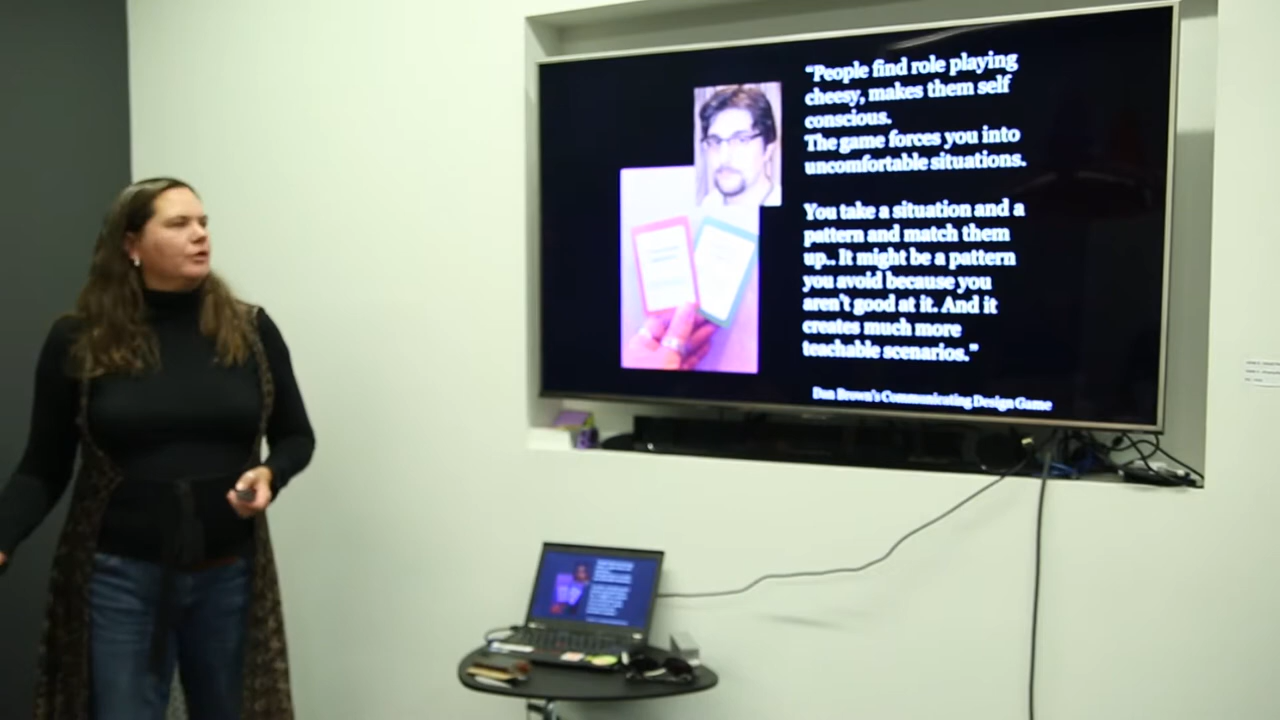 “People find role playing
cheesy, makes them self
conscious.
The game forces you into
uncomfortable situations.
You take a situation and a
pattern and match them
up.. It might be a pattern
you avoid because you
aren't good at it. And it
creates much more
teachable scenarios.”
Dan Brown's Communicating Design Game